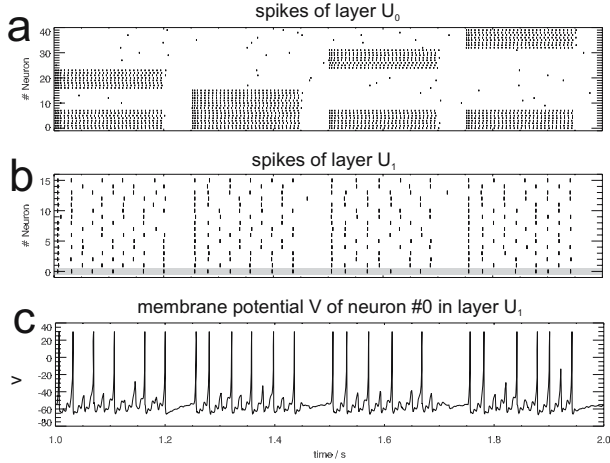 a
spikes of layer U0
# Neuron
40
30
20
10
0
b
spikes of layer U1
# Neuron
15
10
5
0
c
membrane potential V of neuron #0 in layer U1
V
40
20
0
-20
-40
-60
-80
1.0 1.2 1.4 1.6 1.8 2.0
time / s